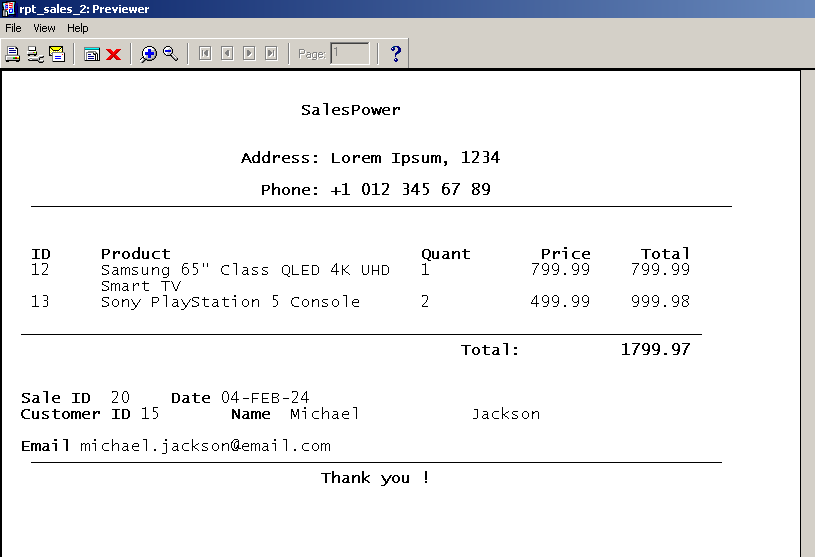 rpt_sales_2: Previewer
File View Help
Page: 1
?
SalesPower
Address: Lorem Ipsum, 1234
Phone: +1 012 345 67 89
ID Product Quant Price Total
12 Samsung 65" Class QLED 4K UHD 1 799.99 799.99
Smart TV
13 Sony PlayStation 5 Console 2 499.99 999.98
Total: 1799.97
Sale ID 20 Date 04-FEB-24
Customer ID 15 Name Michael Jackson
Email michael.jackson@email.com
Thank you !